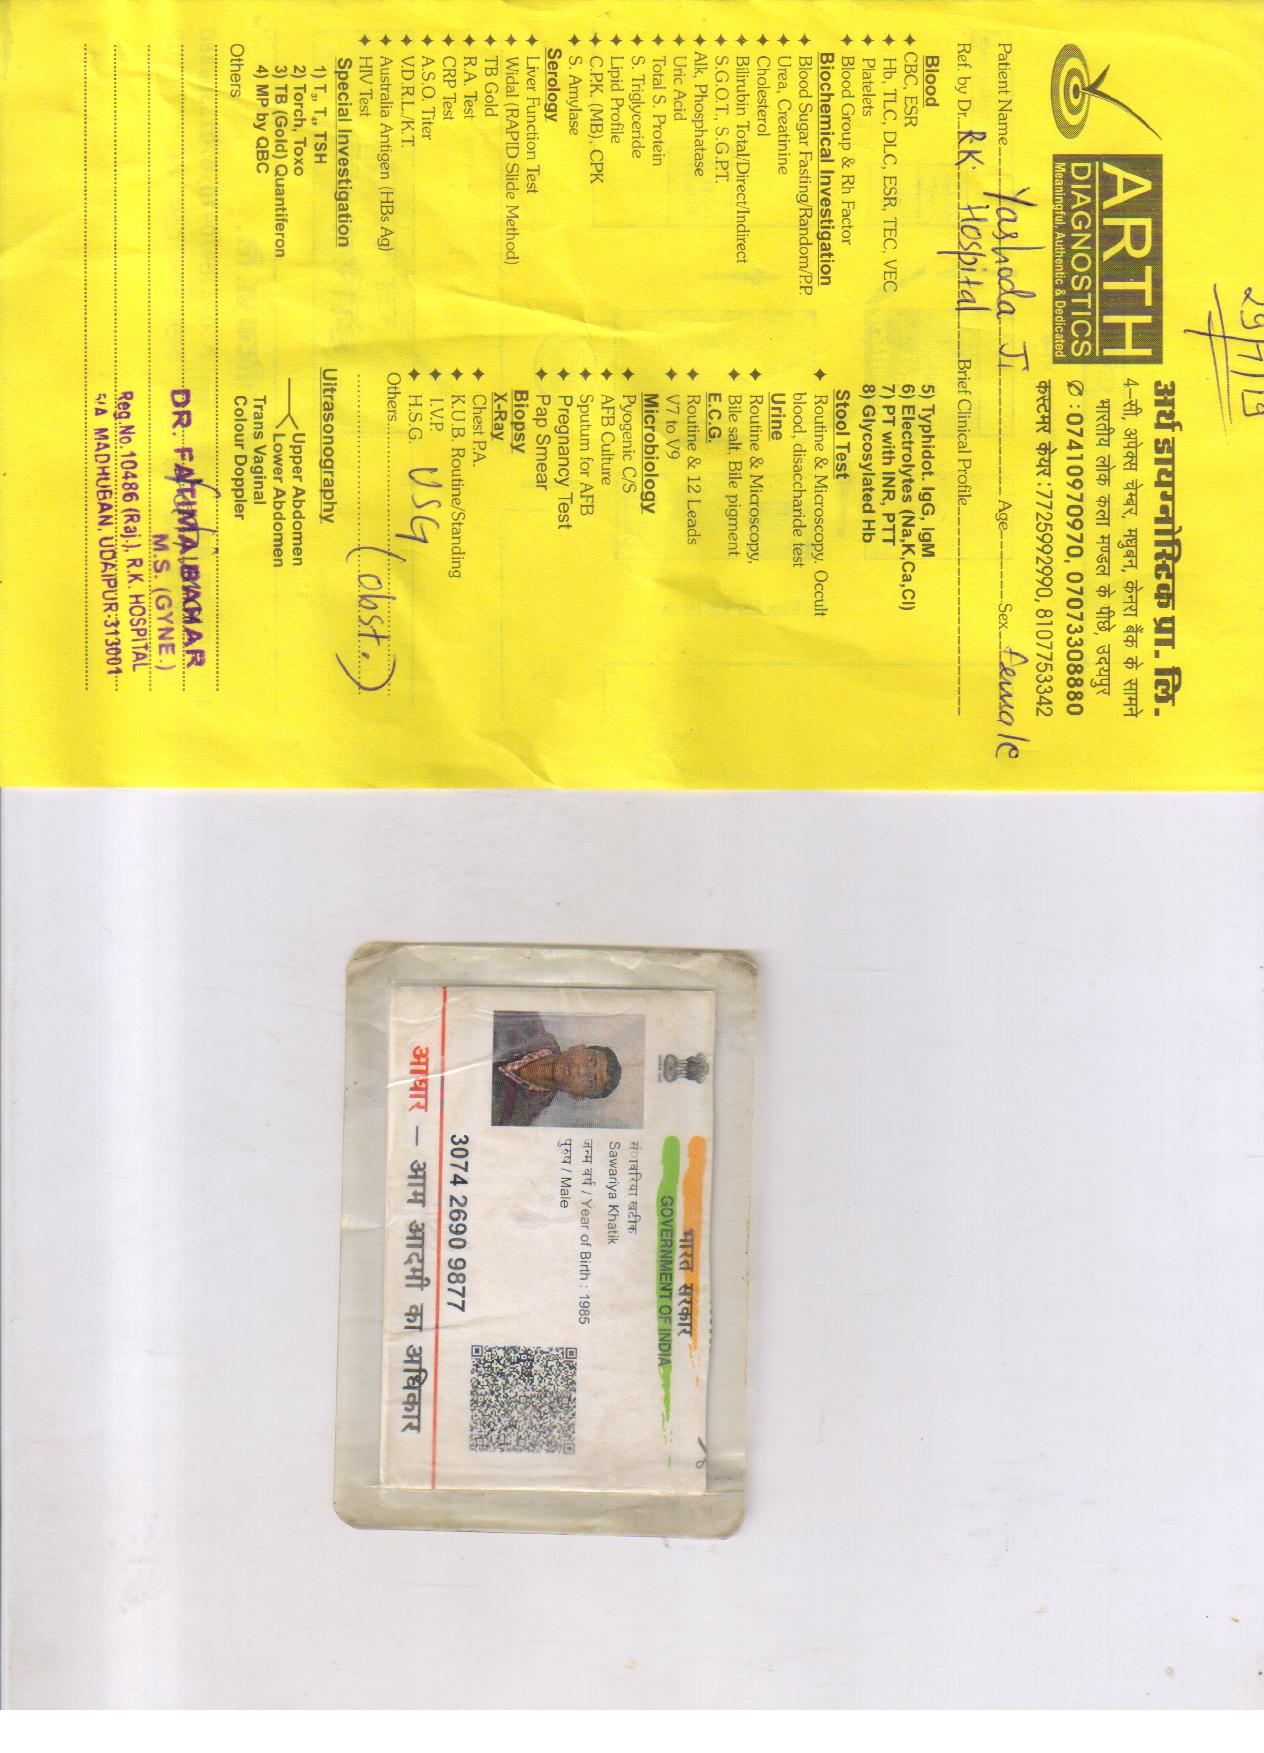 29/7/19
ARTH
DIAGNOSTICS
Meaningful, Authentic & Dedicated
अर्थ डायग्नोस्टिक प्रा. लि.
4-सी, अपेक्स चेम्बर, मधुबन, केनरा बैंक के सामने
भारतीय लोक कला मण्डल के पीछे, उदयपुर
✆ : 07410970970, 07073308880
कस्टमर केयर : 7725992990, 8107753342
Patient Name Yashoda Ji Age Sex female
Ref. by Dr. R.K. Hospital Brief Clinical Profile
Blood
✦ CBC, ESR
✦ Hb, TLC, DLC, ESR, TEC, VEC
✦ Platelets
✦ Blood Group & Rh Factor
Biochemical Investigation
✦ Blood Sugar Fasting/Random/P.P.
✦ Urea, Creatinine
✦ Cholesterol
✦ Bilirubin Total/Direct/Indirect
✦ S.G.O.T., S.G.P.T.
✦ Alk. Phosphatase
✦ Uric Acid
✦ Total S. Protein
✦ S. Triglyceride
✦ Lipid Profile
✦ C.P.K. (MB), CPK
✦ S. Amylase
Serology
✦ Liver Function Test
✦ Widal (RAPID Slide Method)
✦ TB Gold
✦ R.A. Test
✦ CRP Test
✦ A.S.O. Titer
✦ V.D.R.L./K.T.
✦ Australia Antigen (HBs Ag)
✦ HIV Test
Special Investigation
1) T3, T4, TSH
2) Torch, Toxo
3) TB (Gold) Quantiferon
4) MP by QBC
Others
5) Typhidot. IgG, IgM
6) Electrolytes (Na,K,Ca,Cl)
7) PT with INR, PTT
8) Glycosylated Hb
Stool Test
✦ Routine & Microscopy, Occult
blood, disaccharide test
Urine
✦ Routine & Microscopy,
✦ Bile salt, Bile pigment
E.C.G.
✦ Routine & 12 Leads
✦ V7 to V9
Microbiology
✦ Pyogenic C/S
✦ AFB Culture
✦ Sputum for AFB
✦ Pregnancy Test
✦ Pap Smear
Biopsy
X-Ray
✦ Chest P.A.
✦ K.U.B. Routine/Standing
✦ I.V.P.
✦ H.S.G.
Others
USG
(Obst.)
Ultrasonography
Upper Abdomen
Lower Abdomen
Trans Vaginal
Colour Doppler
DR. FATIMA
M.S. (GYNE.)
Reg.No. 10486 (Raj.), R.K. HOSPITAL
5/A MADHUBAN, UDAIPUR-313001
भारत सरकार
GOVERNMENT OF INDIA
सांवरिया खटीक
Sawariya Khatik
जन्म वर्ष / Year of Birth : 1985
पुरुष / Male
3074 2690 9877
आधार — आम आदमी का अधिकार